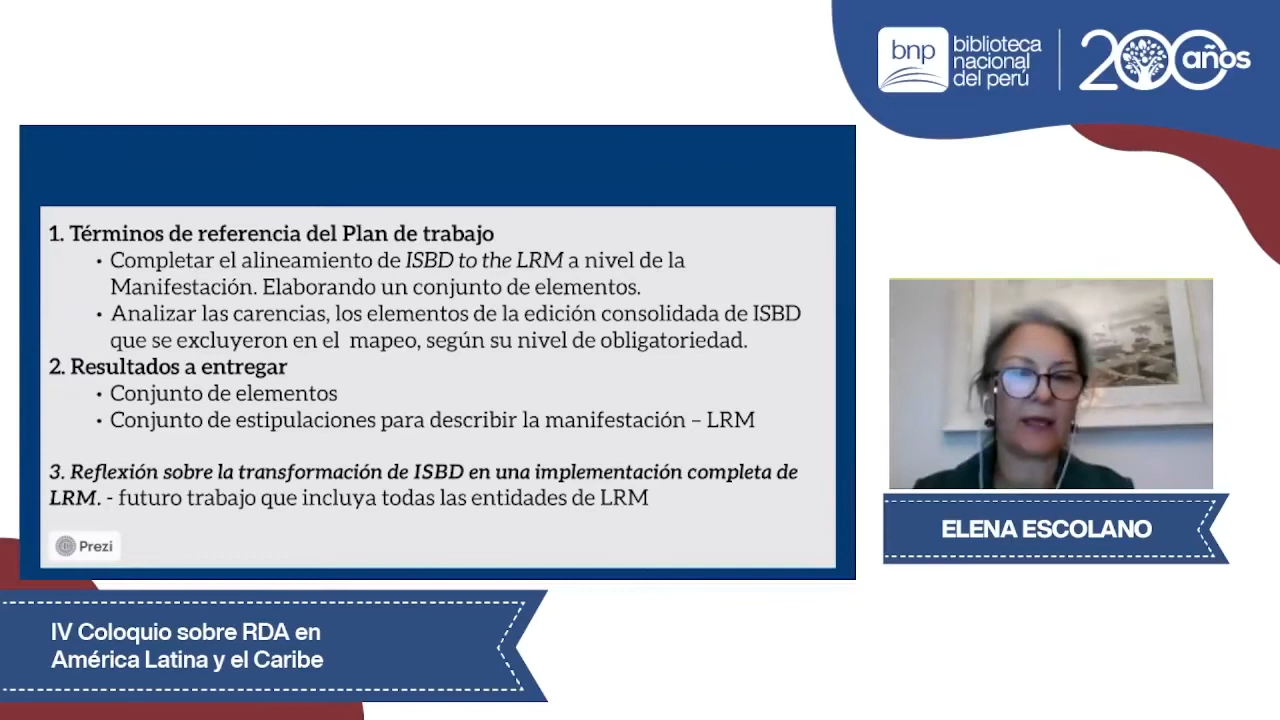 bnp
biblioteca
nacional
del perú
200 años
1. Términos de referencia del Plan de trabajo
• Completar el alineamiento de ISBD to the LRM a nivel de la
Manifestación. Elaborando un conjunto de elementos.
• Analizar las carencias, los elementos de la edición consolidada de ISBD
que se excluyeron en el mapeo, según su nivel de obligatoriedad.
2. Resultados a entregar
• Conjunto de elementos
• Conjunto de estipulaciones para describir la manifestación – LRM
3. Reflexión sobre la transformación de ISBD en una implementación completa de
LRM. - futuro trabajo que incluya todas las entidades de LRM
Prezi
ELENA ESCOLANO
IV Coloquio sobre RDA en
América Latina y el Caribe